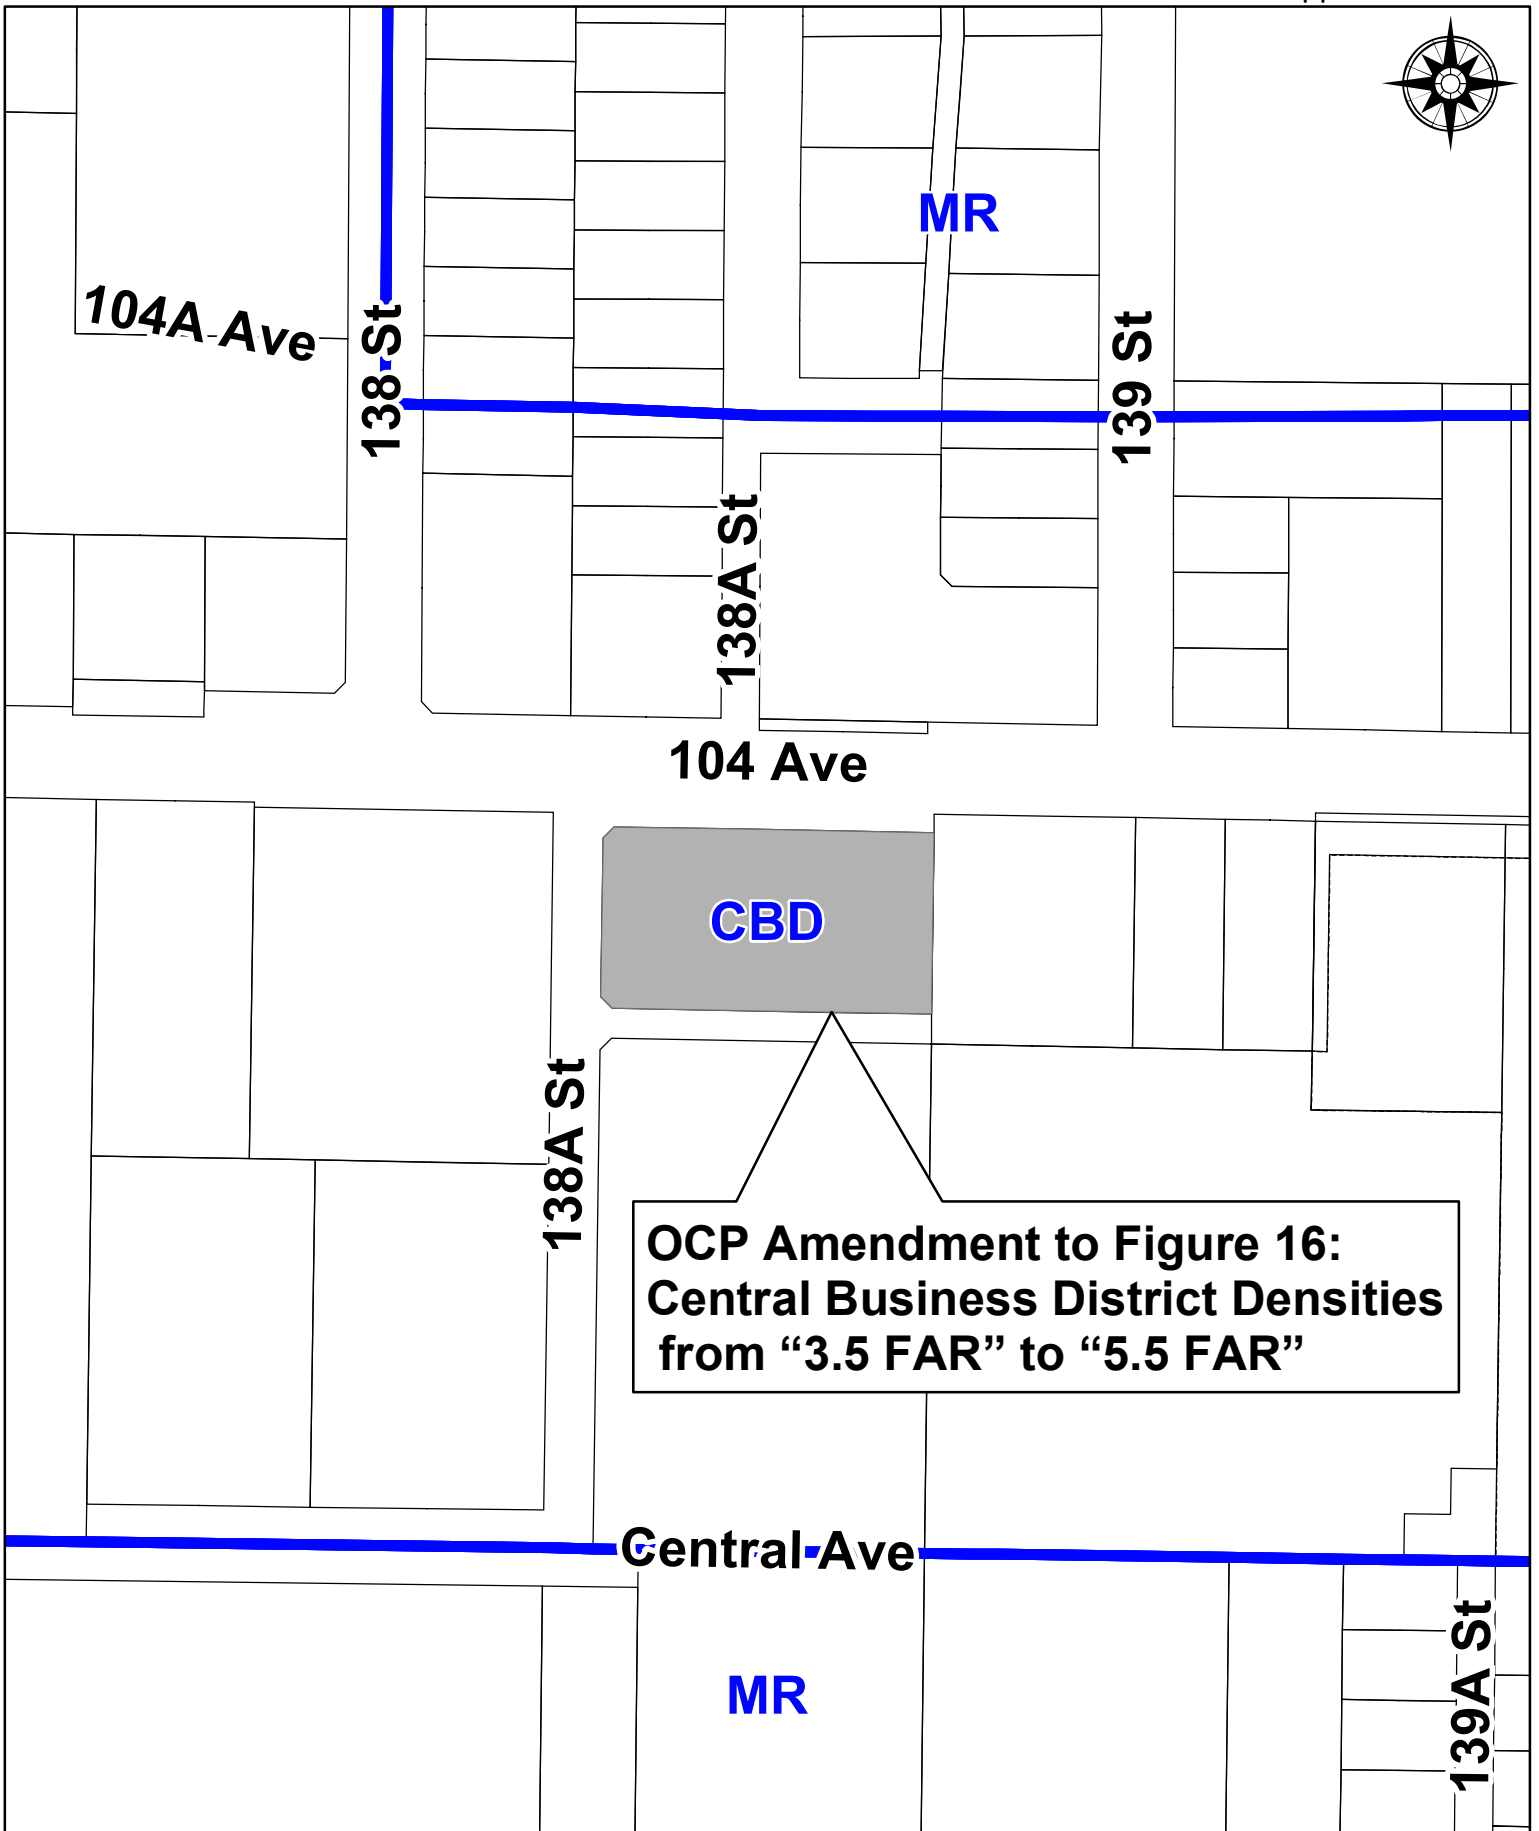 MR
104A Ave
138 St
139 St
138A St
104 Ave
CBD
138A St
OCP Amendment to Figure 16:
Central Business District Densities
from “3.5 FAR” to “5.5 FAR”
Central Ave
139A St
MR